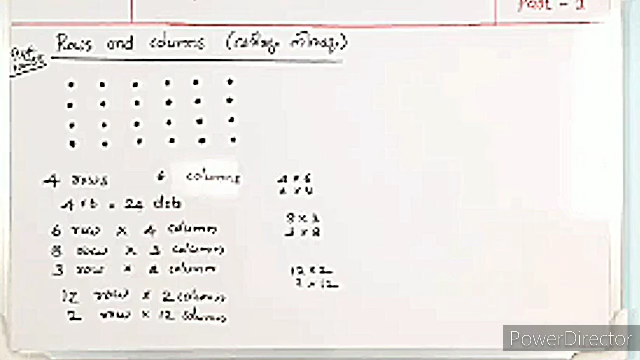 Part - 1
Rows and columns
4 rows 6 columns
4 × 6 = 24 dots
6 row × 4 columns
8 row × 3 columns
3 row × 8 column
12 row × 2 columns
2 row × 12 columns
4 × 6
6 × 4
8 × 3
3 × 8
12 × 2
2 × 12
PowerDirector